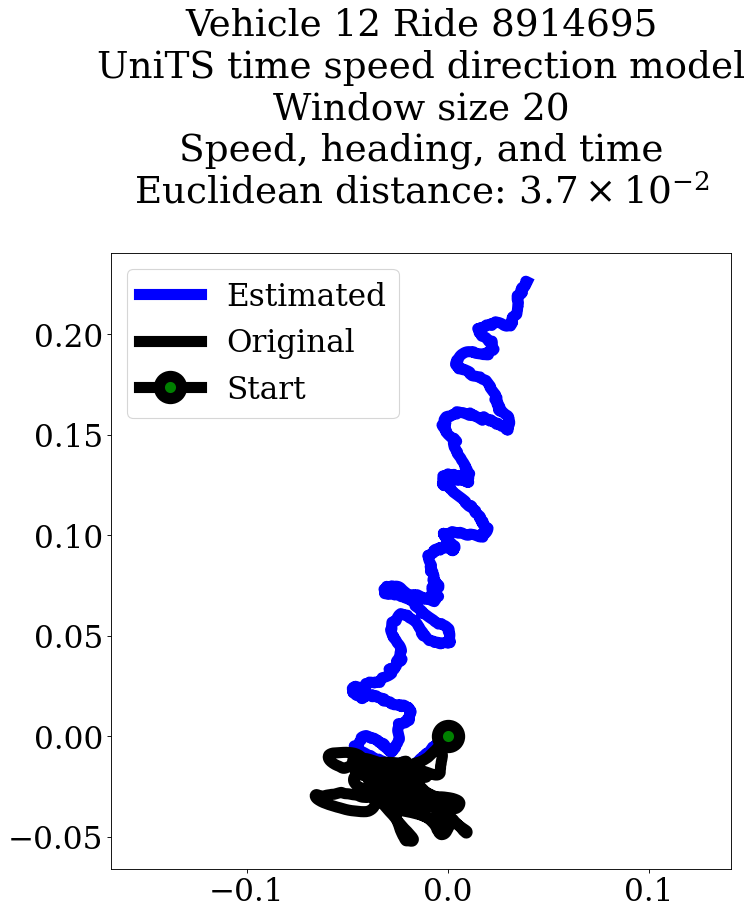 Vehicle 12 Ride 8914695
UniTS time speed direction model
Window size 20
Speed, heading, and time
Euclidean distance: 3.7 × 10⁻²
Estimated
Original
Start
0.20
0.15
0.10
0.05
0.00
−0.05
−0.1
0.0
0.1